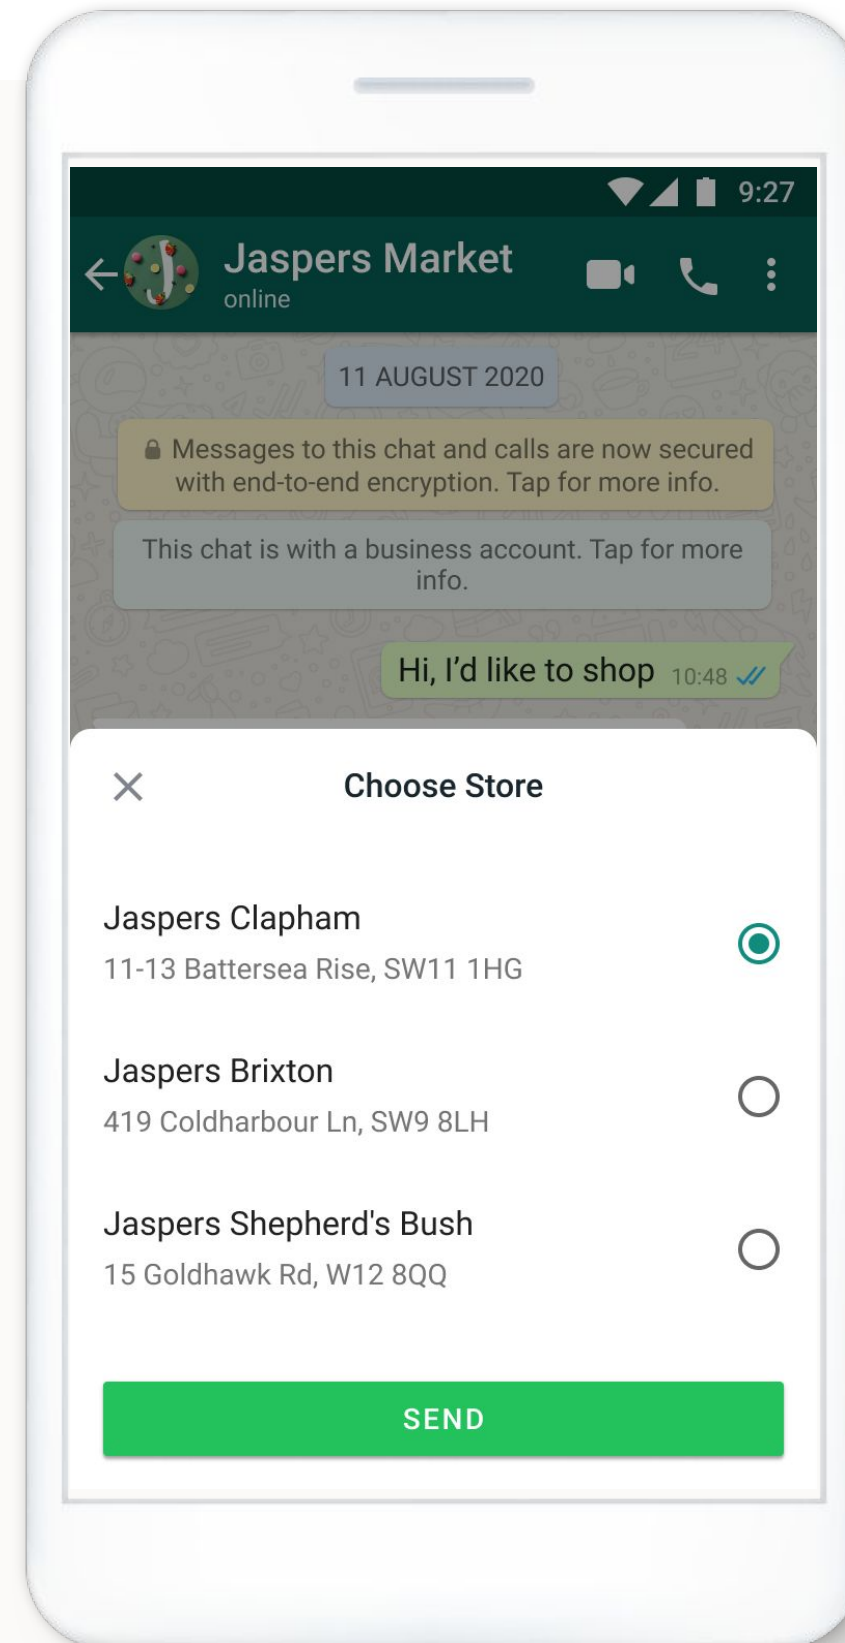 9:27
Jaspers Market
online
11 AUGUST 2020
Messages to this chat and calls are now secured
with end-to-end encryption. Tap for more info.
This chat is with a business account. Tap for more
info.
Hi, I’d like to shop 10:48
Choose Store
Jaspers Clapham
11-13 Battersea Rise, SW11 1HG
Jaspers Brixton
419 Coldharbour Ln, SW9 8LH
Jaspers Shepherd's Bush
15 Goldhawk Rd, W12 8QQ
SEND